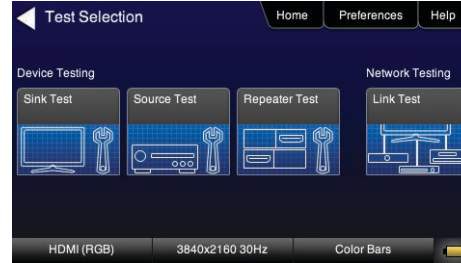 Test Selection
Home
Preferences
Help
Device Testing
Network Testing
Sink Test
Source Test
Repeater Test
Link Test
HDMI (RGB)
3840x2160 30Hz
Color Bars